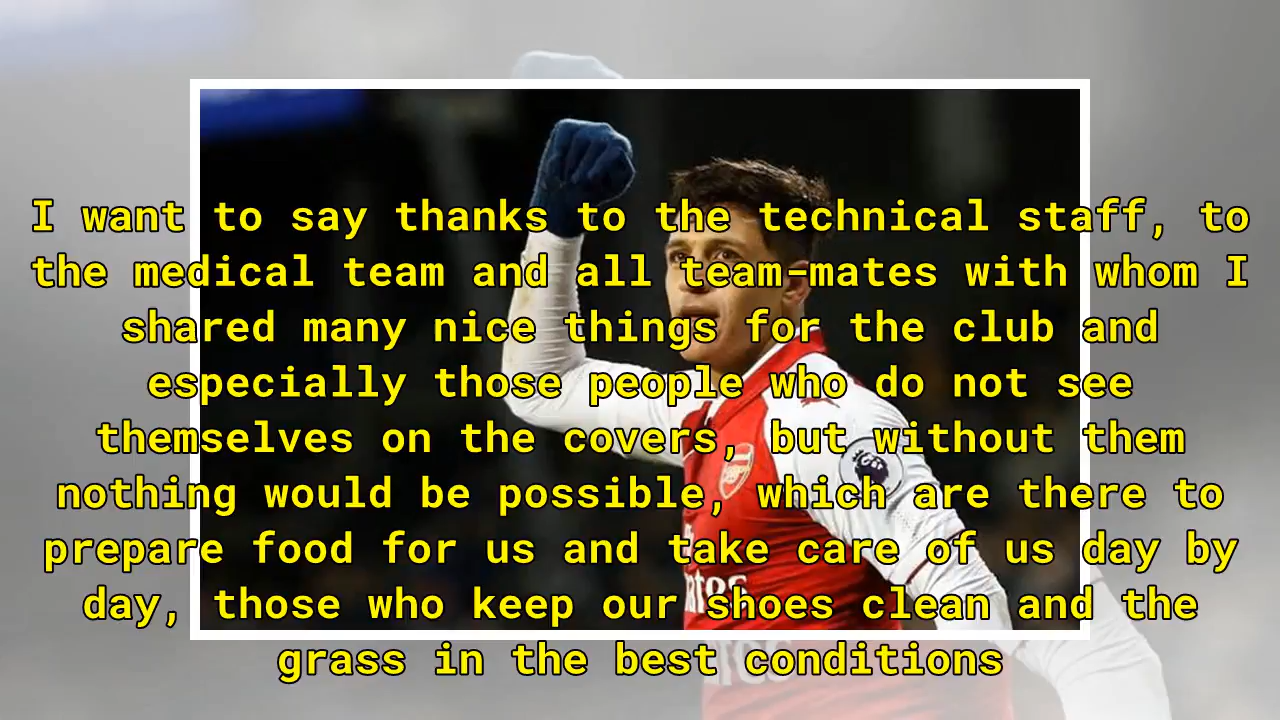 I want to say thanks to the technical staff, to
the medical team and all team-mates with whom I
shared many nice things for the club and
especially those people who do not see
themselves on the covers, but without them
nothing would be possible, which are there to
prepare food for us and take care of us day by
day, those who keep our shoes clean and the
grass in the best conditions